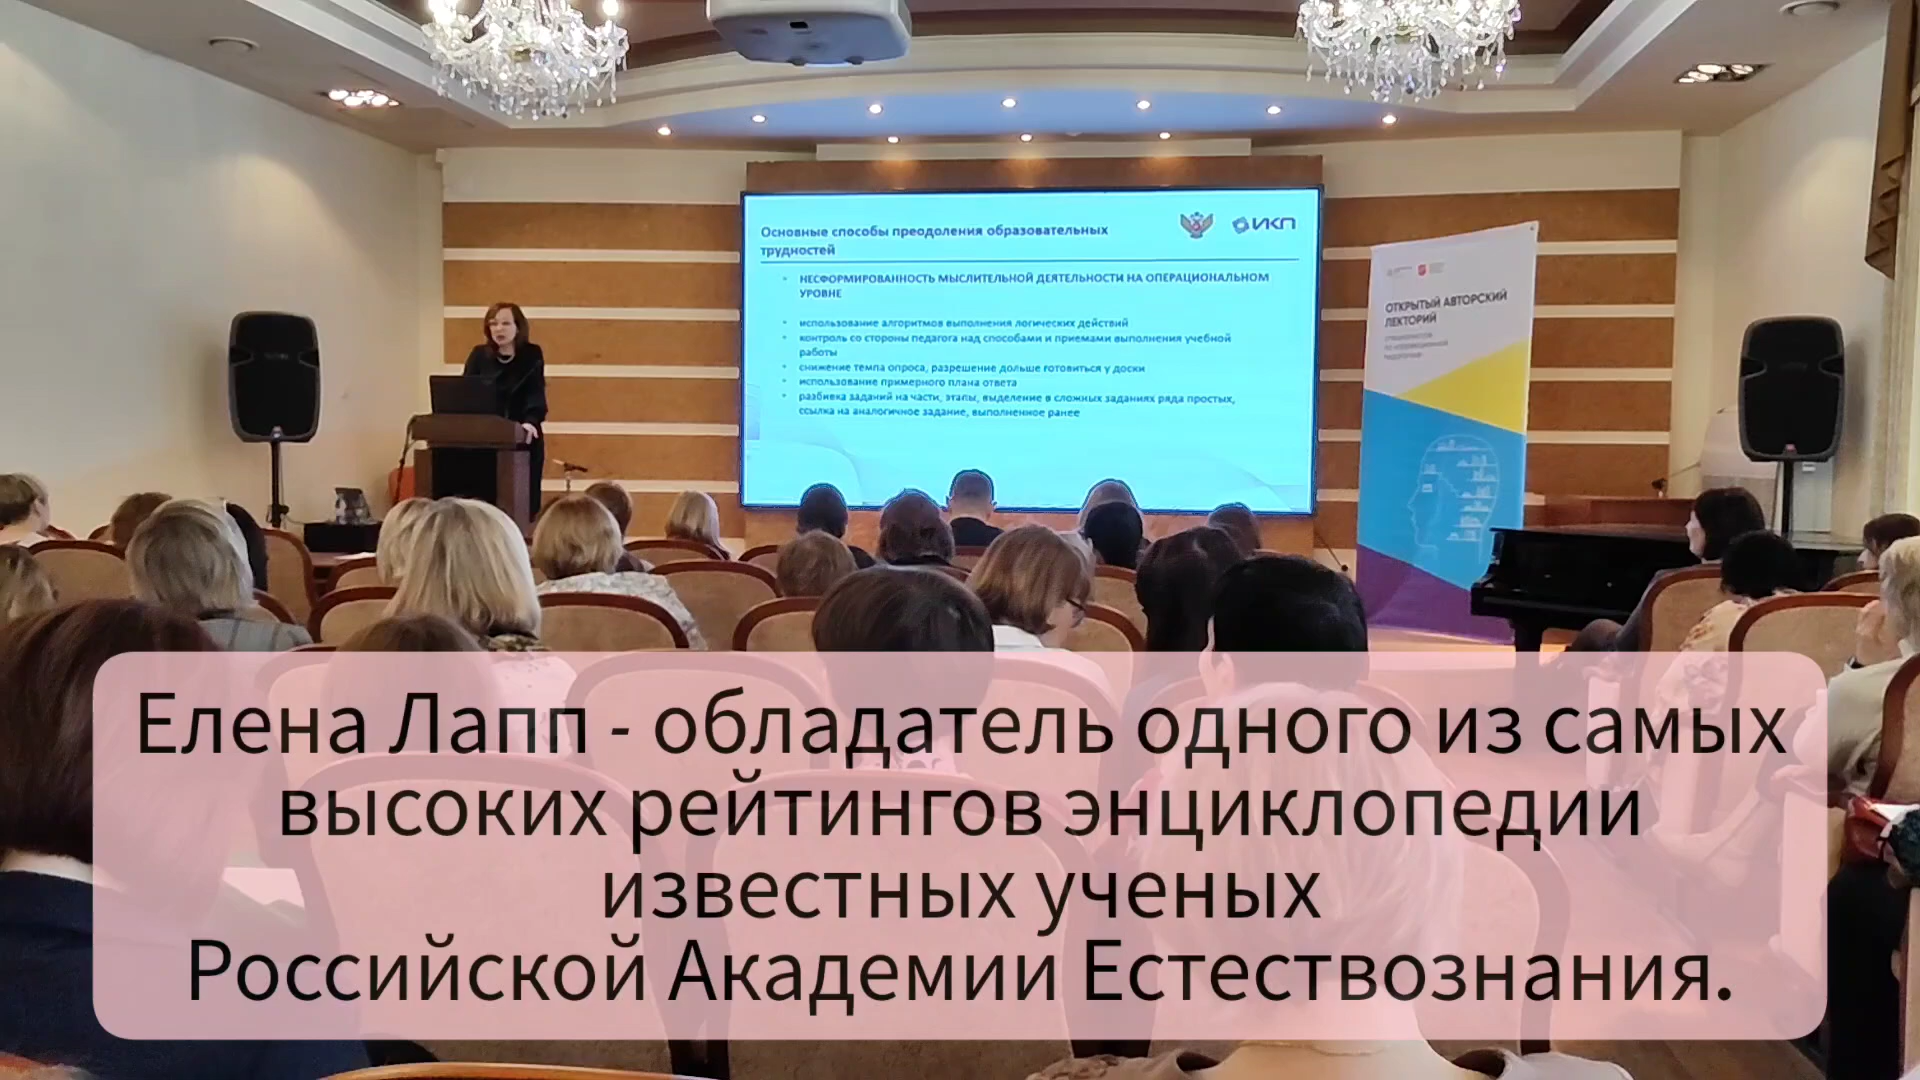 Основные способы преодоления образовательных
трудностей
ИКП
НЕСФОРМИРОВАННОСТЬ МЫСЛИТЕЛЬНОЙ ДЕЯТЕЛЬНОСТИ НА ОПЕРАЦИОНАЛЬНОМ
УРОВНЕ
использование алгоритмов выполнения логических действий
контроль со стороны педагога над способами и приемами выполнения учебной
работы
снижение темпа опроса, разрешение дольше готовиться у доски
использование примерного плана ответа
разбивка заданий на части, этапы, выделение в сложных заданиях ряда простых,
ссылка на аналогичное задание, выполненное ранее
ОТКРЫТЫЙ АВТОРСКИЙ
ЛЕКТОРИЙ
Елена Лапп - обладатель одного из самых
высоких рейтингов энциклопедии
известных ученых
Российской Академии Естествознания.